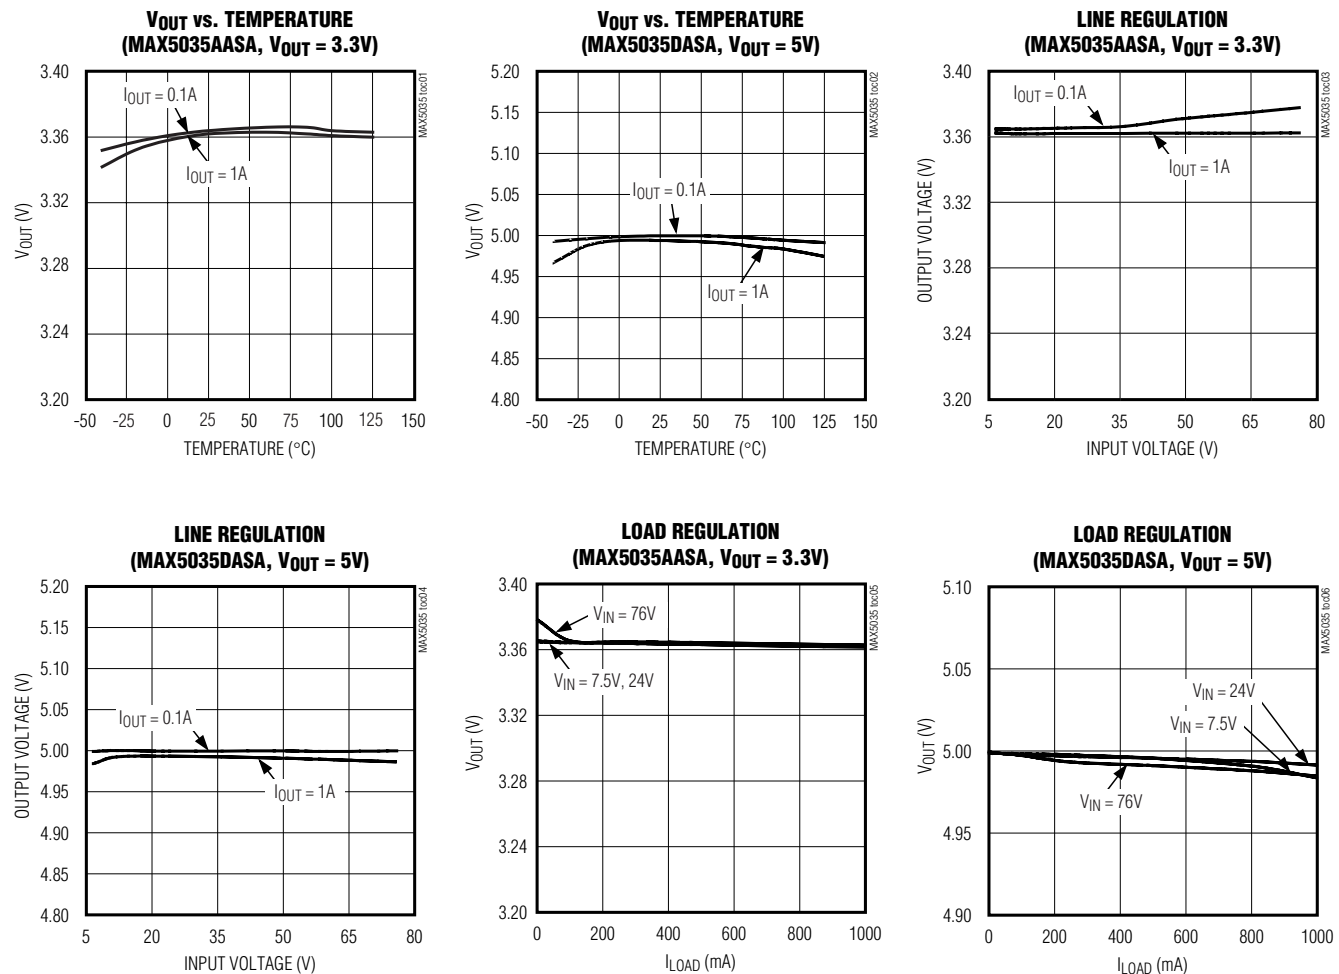 VOUT vs. TEMPERATURE
(MAX5035AASA, VOUT = 3.3V)
MAX5035 toc01
3.40
3.36
3.32
3.28
3.24
3.20
VOUT (V)
IOUT = 0.1A
IOUT = 1A
-50 -25 0 25 50 75 100 125 150
TEMPERATURE (°C)
VOUT vs. TEMPERATURE
(MAX5035DASA, VOUT = 5V)
MAX5035 toc02
5.20
5.15
5.10
5.05
5.00
4.95
4.90
4.85
4.80
VOUT (V)
IOUT = 0.1A
IOUT = 1A
-50 -25 0 25 50 75 100 125 150
TEMPERATURE (°C)
LINE REGULATION
(MAX5035AASA, VOUT = 3.3V)
MAX5035 toc03
3.40
3.36
3.32
3.28
3.24
3.20
OUTPUT VOLTAGE (V)
IOUT = 0.1A
IOUT = 1A
5 20 35 50 65 80
INPUT VOLTAGE (V)
LINE REGULATION
(MAX5035DASA, VOUT = 5V)
MAX5035 toc04
5.20
5.15
5.10
5.05
5.00
4.95
4.90
4.85
4.80
OUTPUT VOLTAGE (V)
IOUT = 0.1A
IOUT = 1A
5 20 35 50 65 80
INPUT VOLTAGE (V)
LOAD REGULATION
(MAX5035AASA, VOUT = 3.3V)
MAX5035 toc05
3.40
3.36
3.32
3.28
3.24
3.20
VOUT (V)
VIN = 76V
VIN = 7.5V, 24V
0 200 400 600 800 1000
ILOAD (mA)
LOAD REGULATION
(MAX5035DASA, VOUT = 5V)
MAX5035 toc06
5.10
5.05
5.00
4.95
4.90
VOUT (V)
VIN = 24V
VIN = 7.5V
VIN = 76V
0 200 400 600 800 1000
ILOAD (mA)